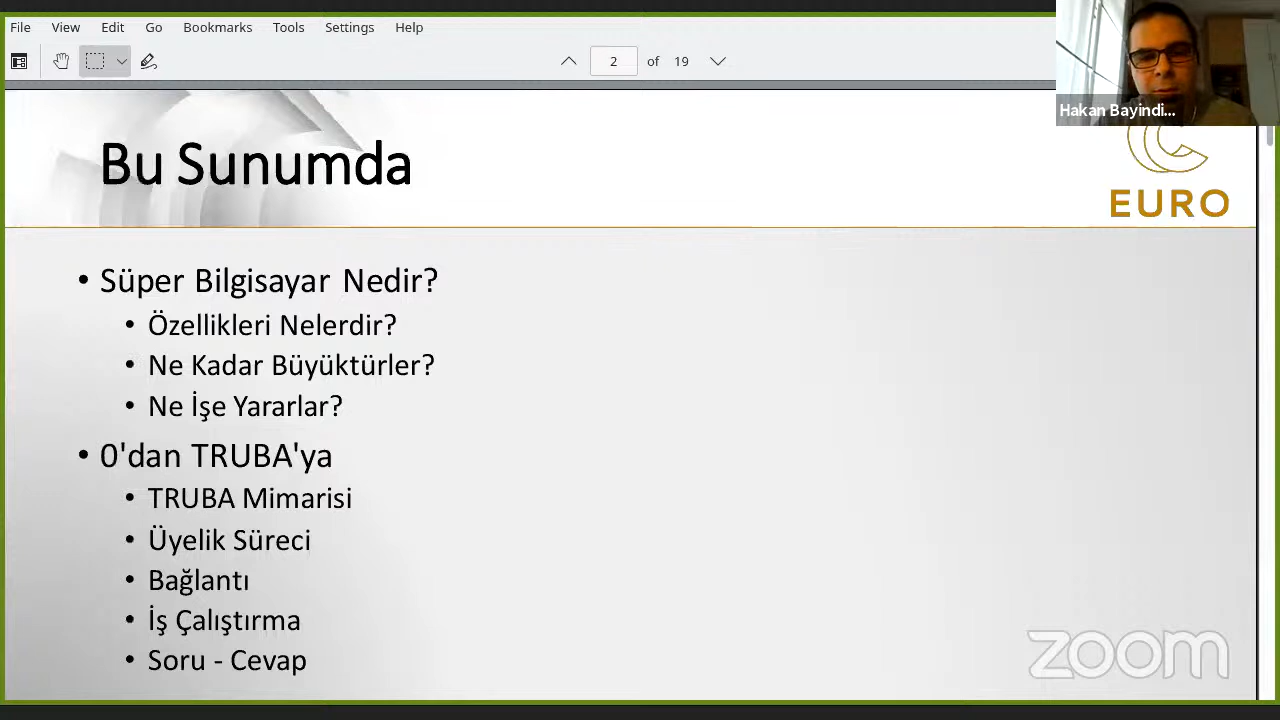 File View Edit Go Bookmarks Tools Settings Help
2 of 19
Hakan Bayindi...
Bu Sunumda
EURO
• Süper Bilgisayar Nedir?
• Özellikleri Nelerdir?
• Ne Kadar Büyüktürler?
• Ne İşe Yararlar?
• 0'dan TRUBA'ya
• TRUBA Mimarisi
• Üyelik Süreci
• Bağlantı
• İş Çalıştırma
• Soru - Cevap
zoom